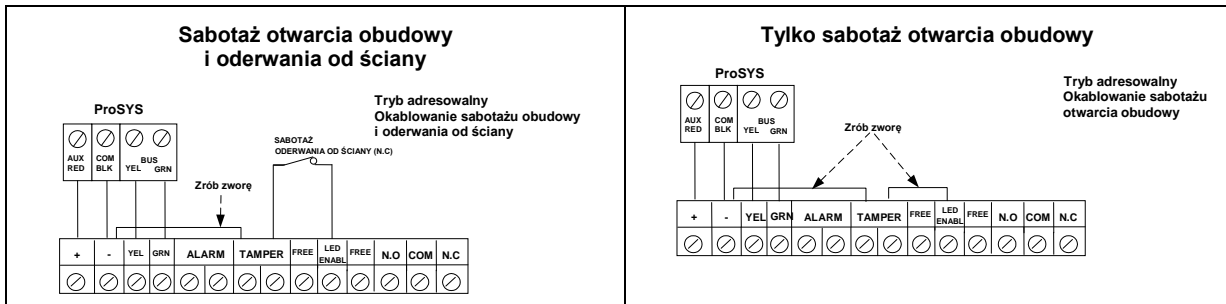 Sabotaż otwarcia obudowy
i oderwania od ściany
ProSYS
AUX RED
COM BLK
BUS
YEL GRN
Tryb adresowalny
Okablowanie sabotażu obudowy
i oderwania od ściany
SABOTAŻ
ODERWANIA OD ŚCIANY (N.C)
Zrób zworę
+ - YEL GRN ALARM TAMPER FREE LED ENABL FREE N.O COM N.C
Tylko sabotaż otwarcia obudowy
ProSYS
AUX RED
COM BLK
BUS
YEL GRN
Tryb adresowalny
Okablowanie sabotażu
otwarcia obudowy
Zrób zworę
+ - YEL GRN ALARM TAMPER FREE LED ENABL FREE N.O COM N.C